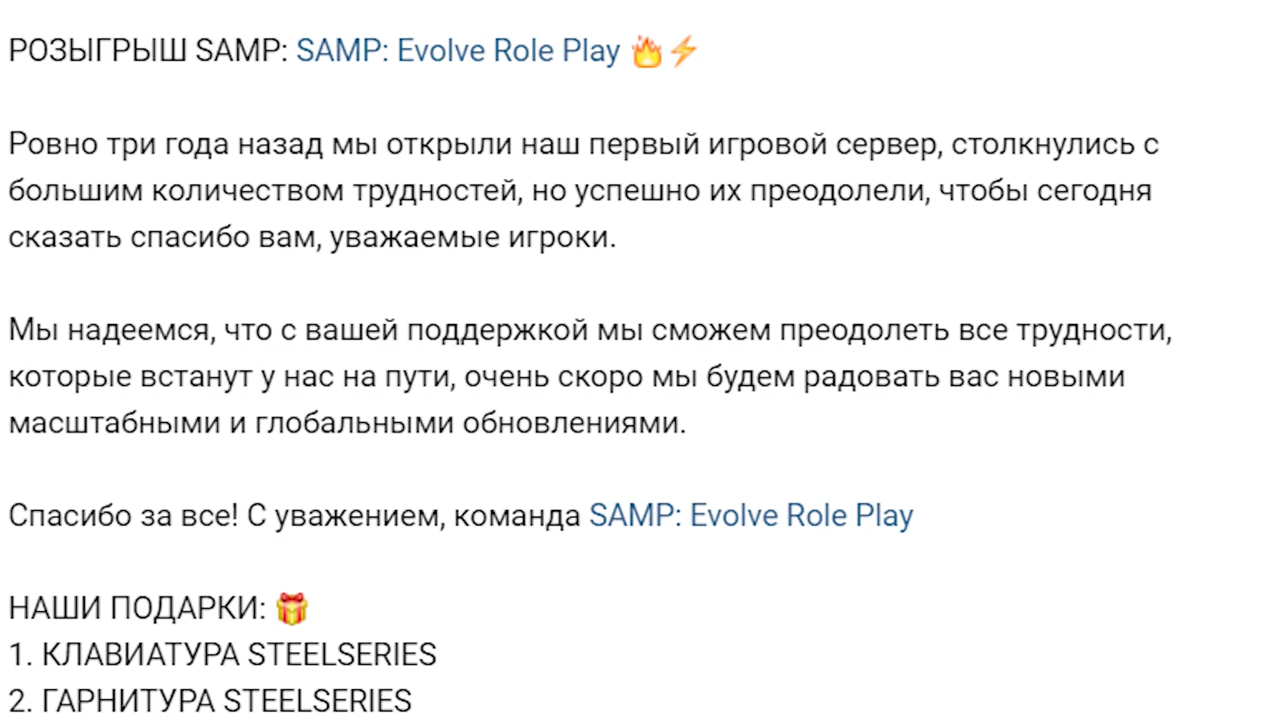 РОЗЫГРЫШ SAMP: SAMP: Evolve Role Play 🔥⚡
Ровно три года назад мы открыли наш первый игровой сервер, столкнулись с
большим количеством трудностей, но успешно их преодолели, чтобы сегодня
сказать спасибо вам, уважаемые игроки.
Мы надеемся, что с вашей поддержкой мы сможем преодолеть все трудности,
которые встанут у нас на пути, очень скоро мы будем радовать вас новыми
масштабными и глобальными обновлениями.
Спасибо за все! С уважением, команда SAMP: Evolve Role Play
НАШИ ПОДАРКИ: 🎁
1. КЛАВИАТУРА STEELSERIES
2. ГАРНИТУРА STEELSERIES